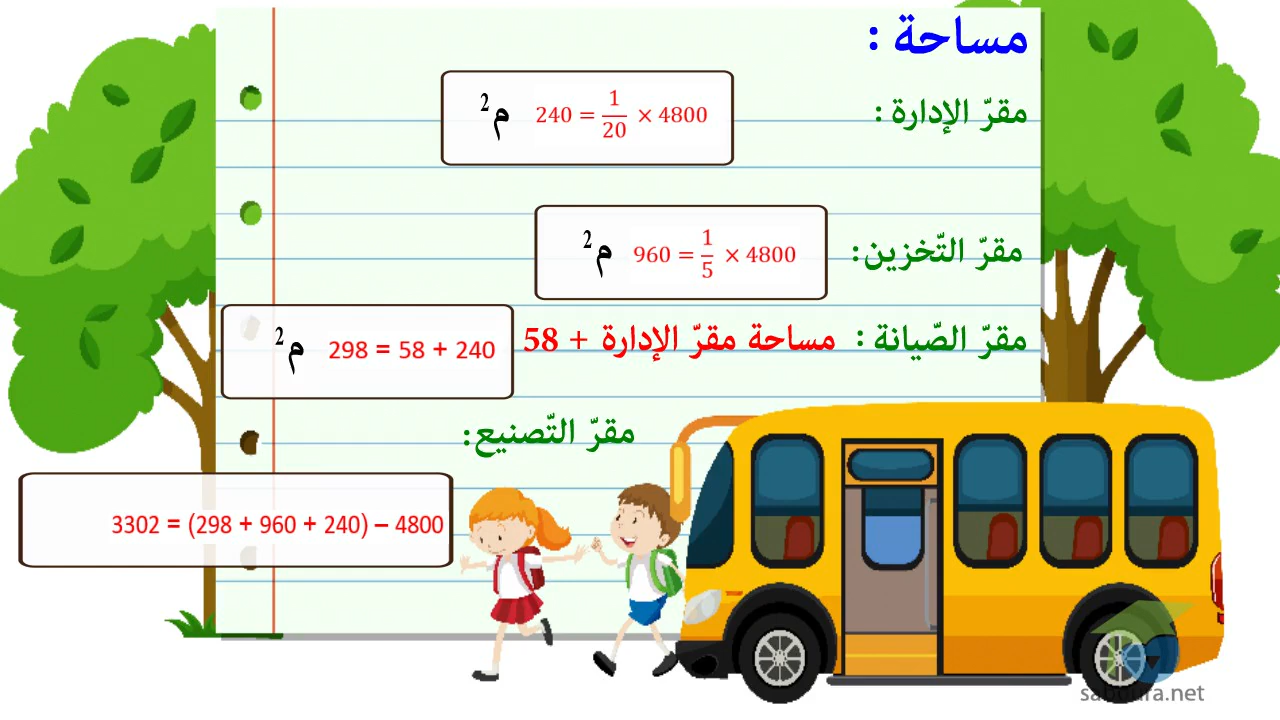 مساحة :
مقرّ الإدارة : 4800 × 1/20 = 240 م²
مقرّ التّخزين: 4800 × 1/5 = 960 م²
مقرّ الصّيانة : مساحة مقرّ الإدارة + 58 240 + 58 = 298 م²
مقرّ التّصنيع:
4800 – (240 + 960 + 298) = 3302
saboura.net